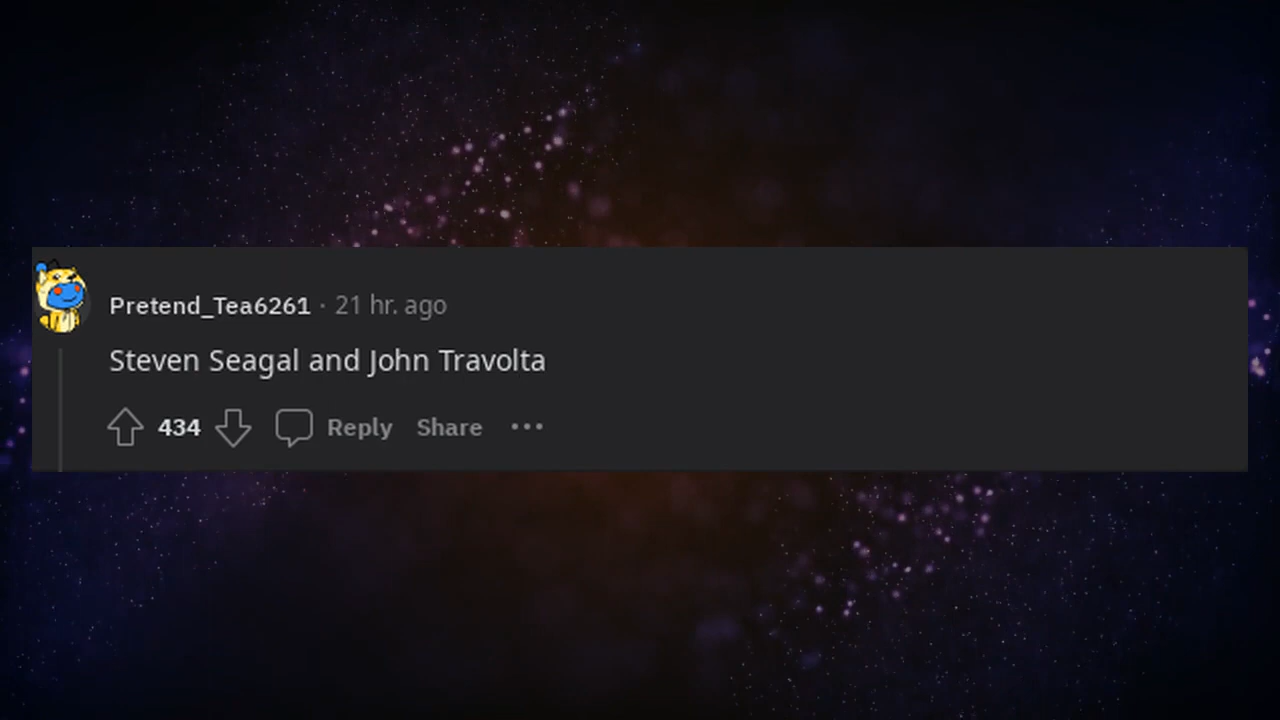 Pretend_Tea6261 · 21 hr. ago
Steven Seagal and John Travolta
434 Reply Share •••